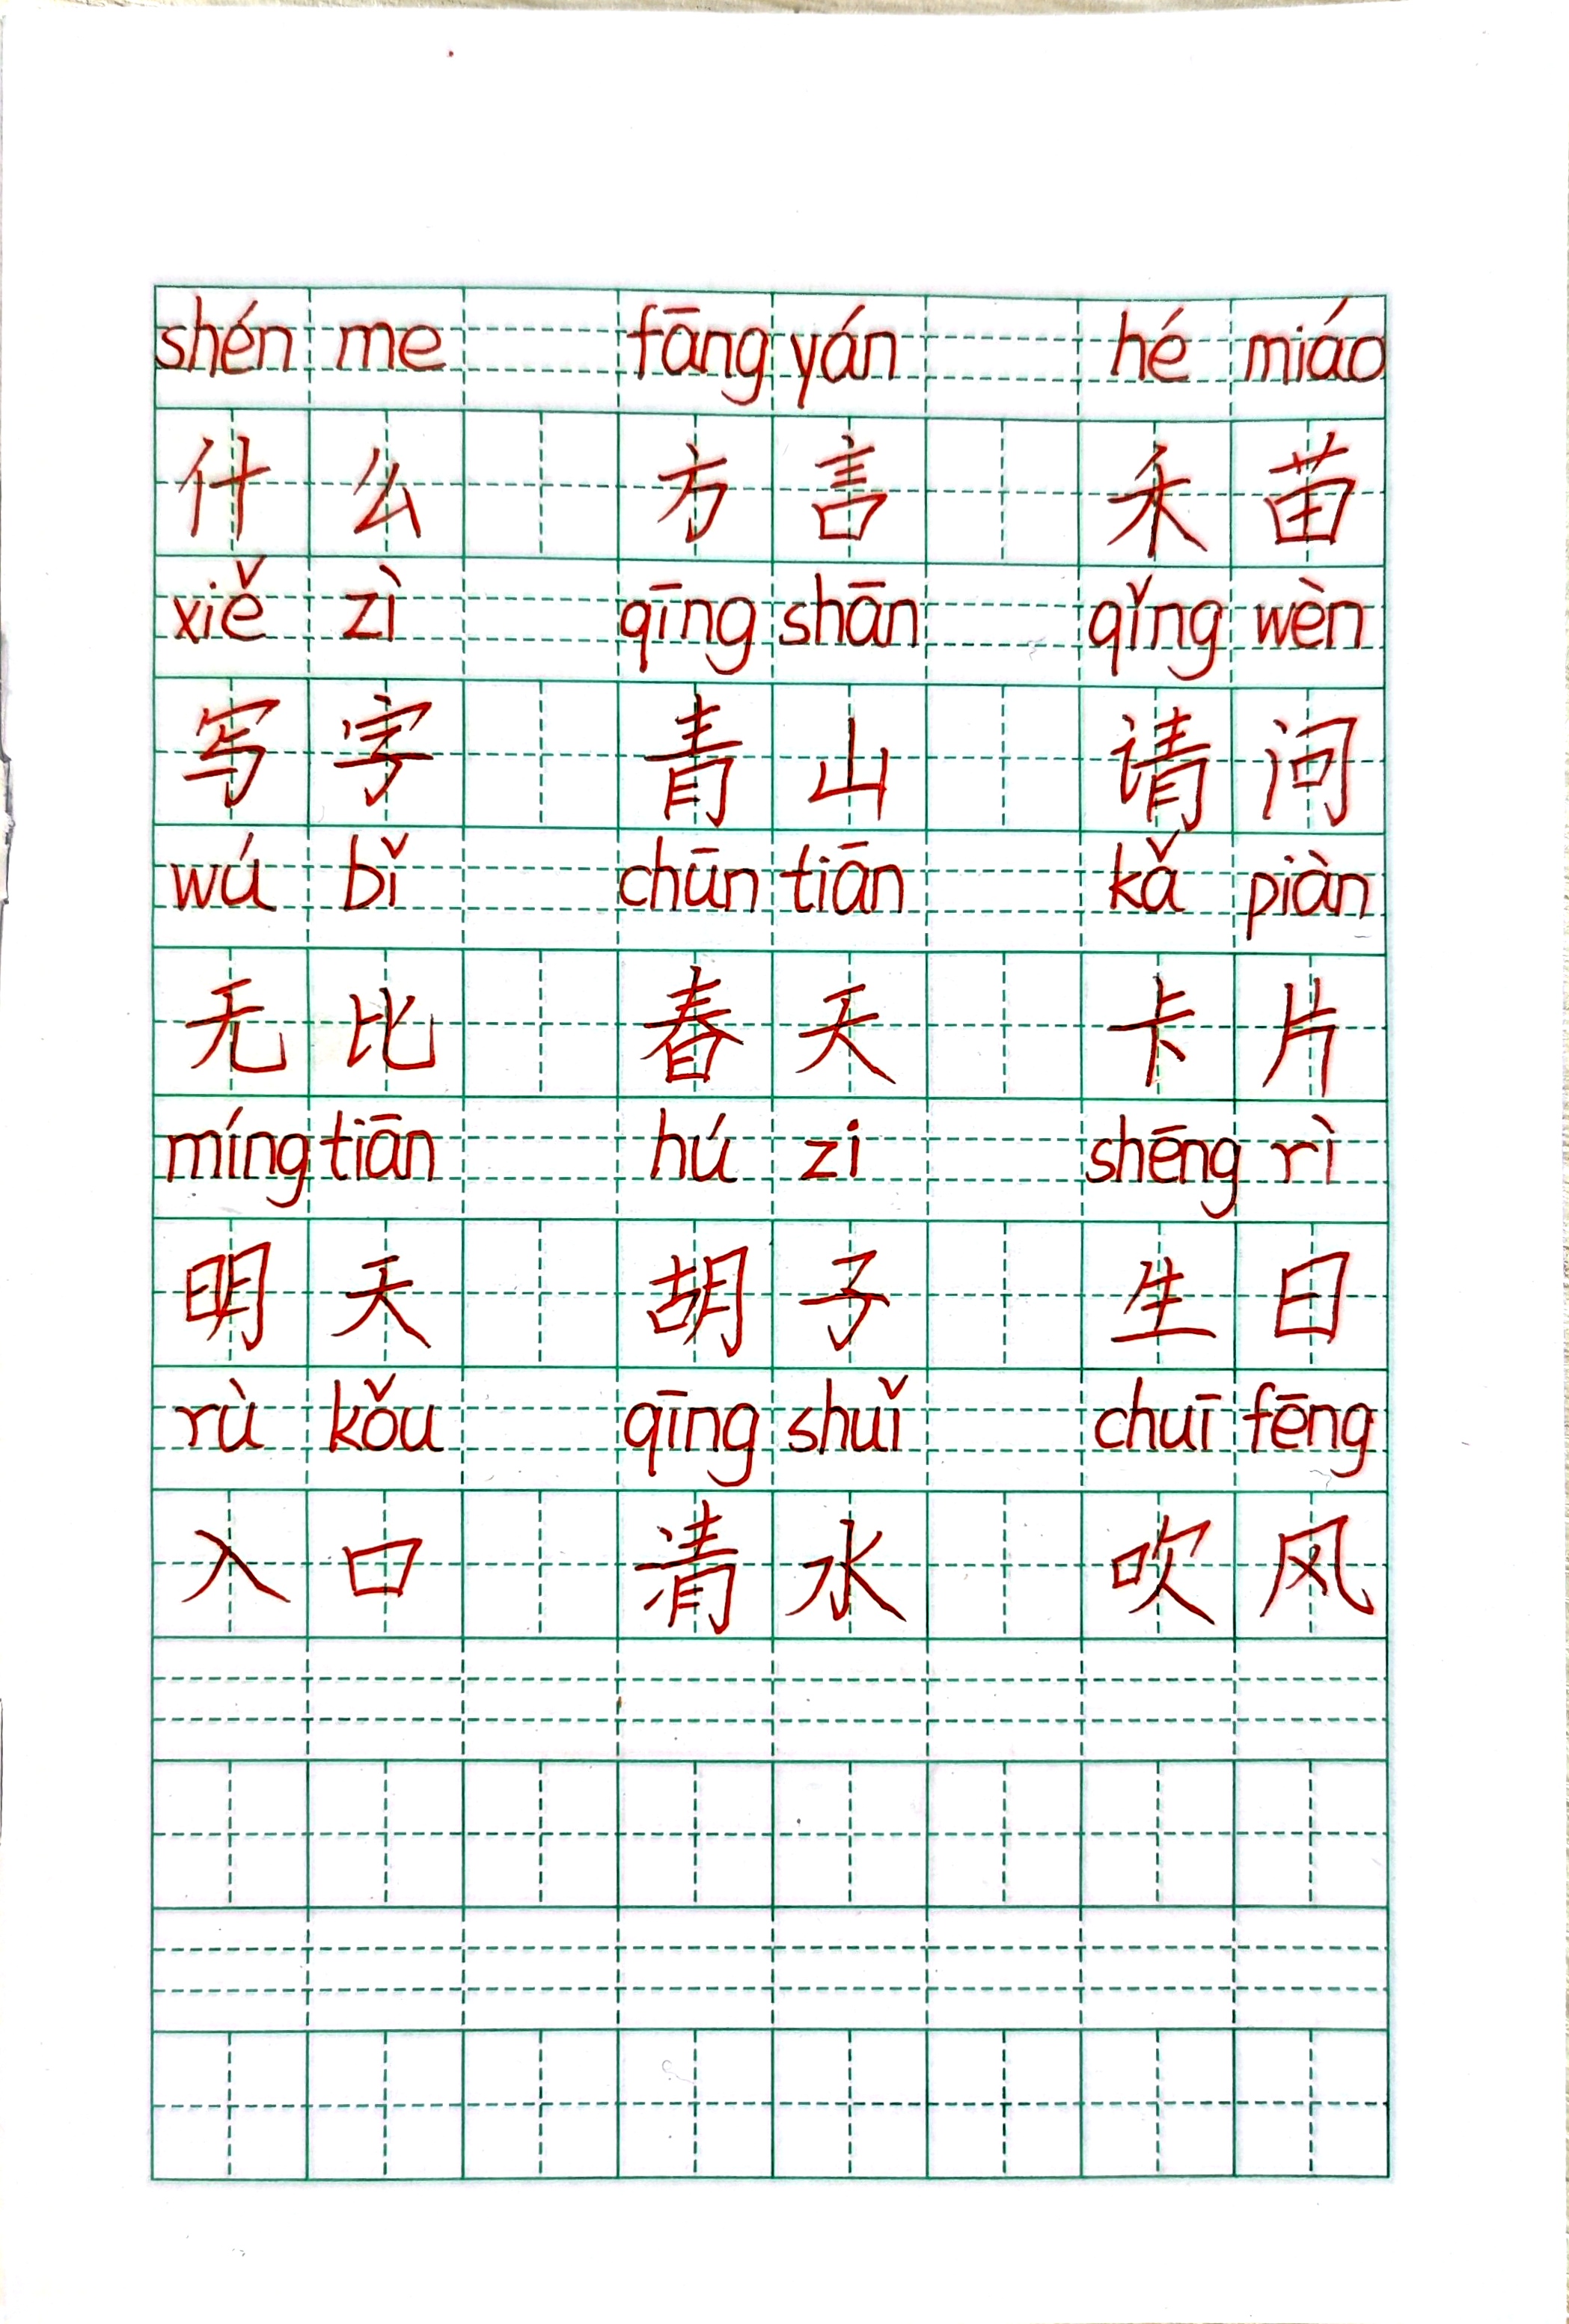 shén me fāng yán hé miáo
什么 方言 禾苗
xiě zì qīng shān qǐng wèn
写字 青山 请问
wú bǐ chūn tiān kǎ piàn
无比 春天 卡片
míng tiān hú zi shēng rì
明天 胡子 生日
rù kǒu qīng shuǐ chuī fēng
入口 清水 吹风